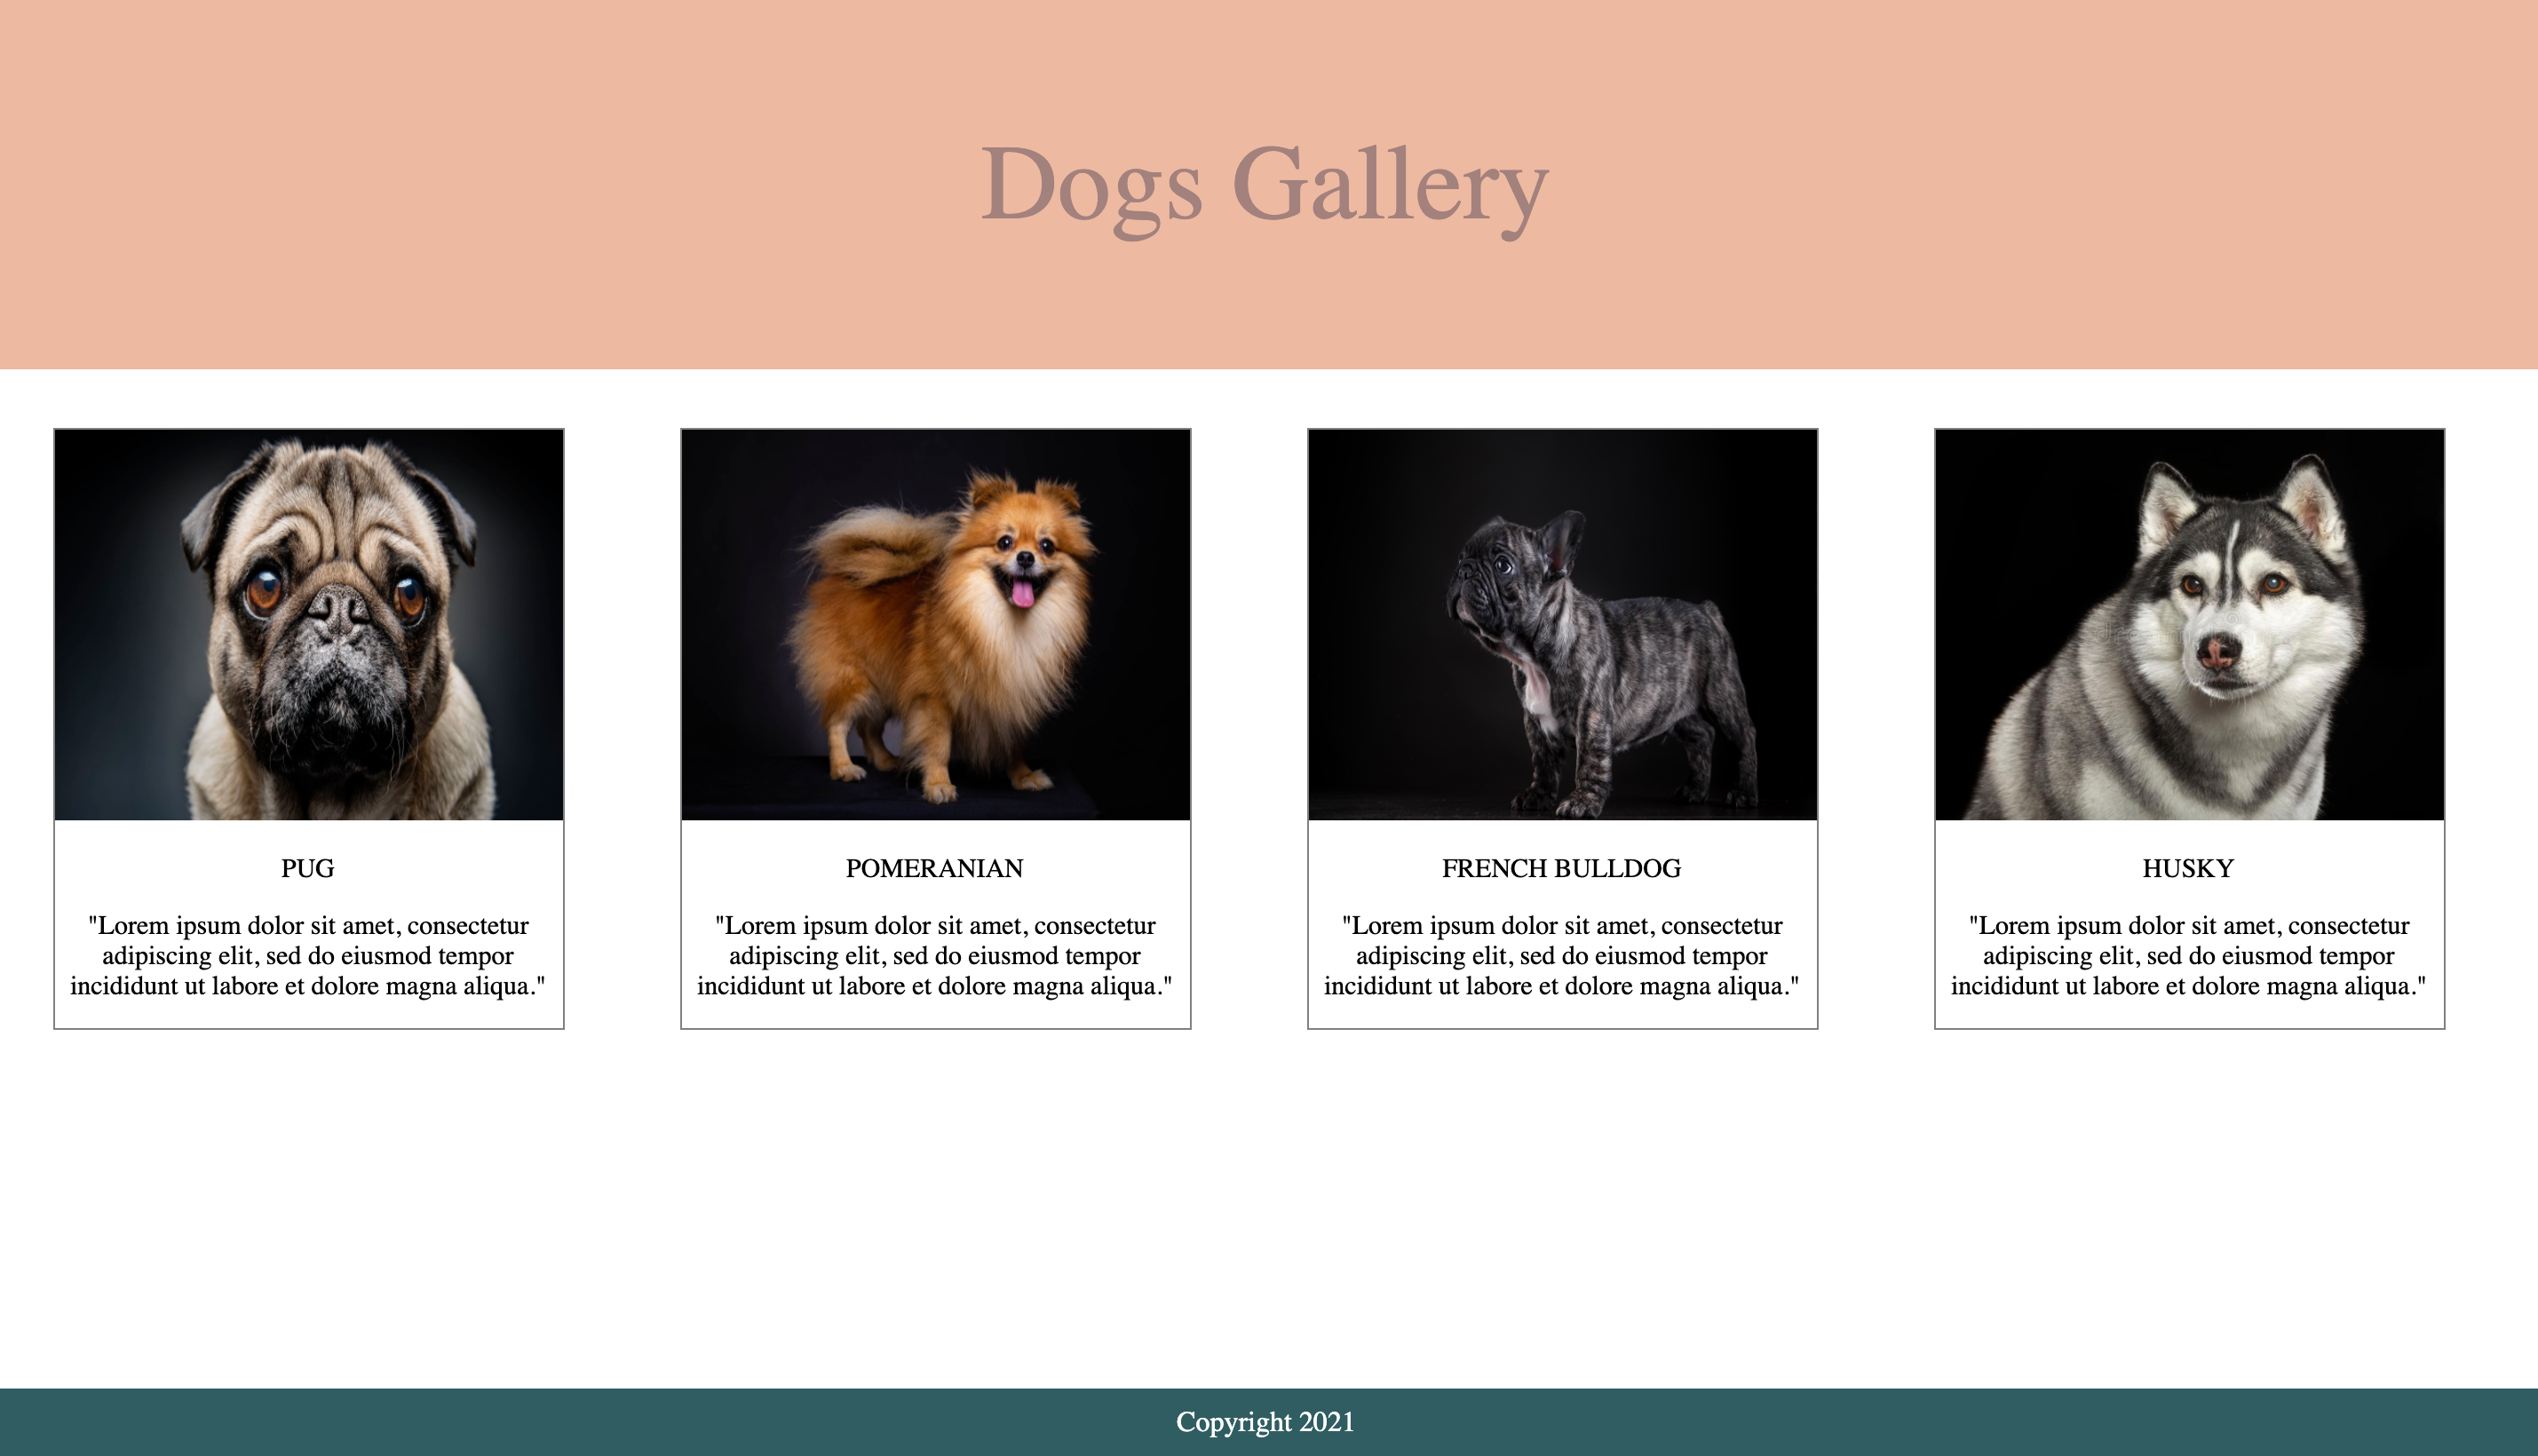 Dogs Gallery
PUG
"Lorem ipsum dolor sit amet, consectetur
adipiscing elit, sed do eiusmod tempor
incididunt ut labore et dolore magna aliqua."
POMERANIAN
"Lorem ipsum dolor sit amet, consectetur
adipiscing elit, sed do eiusmod tempor
incididunt ut labore et dolore magna aliqua."
FRENCH BULLDOG
"Lorem ipsum dolor sit amet, consectetur
adipiscing elit, sed do eiusmod tempor
incididunt ut labore et dolore magna aliqua."
HUSKY
"Lorem ipsum dolor sit amet, consectetur
adipiscing elit, sed do eiusmod tempor
incididunt ut labore et dolore magna aliqua."
Copyright 2021